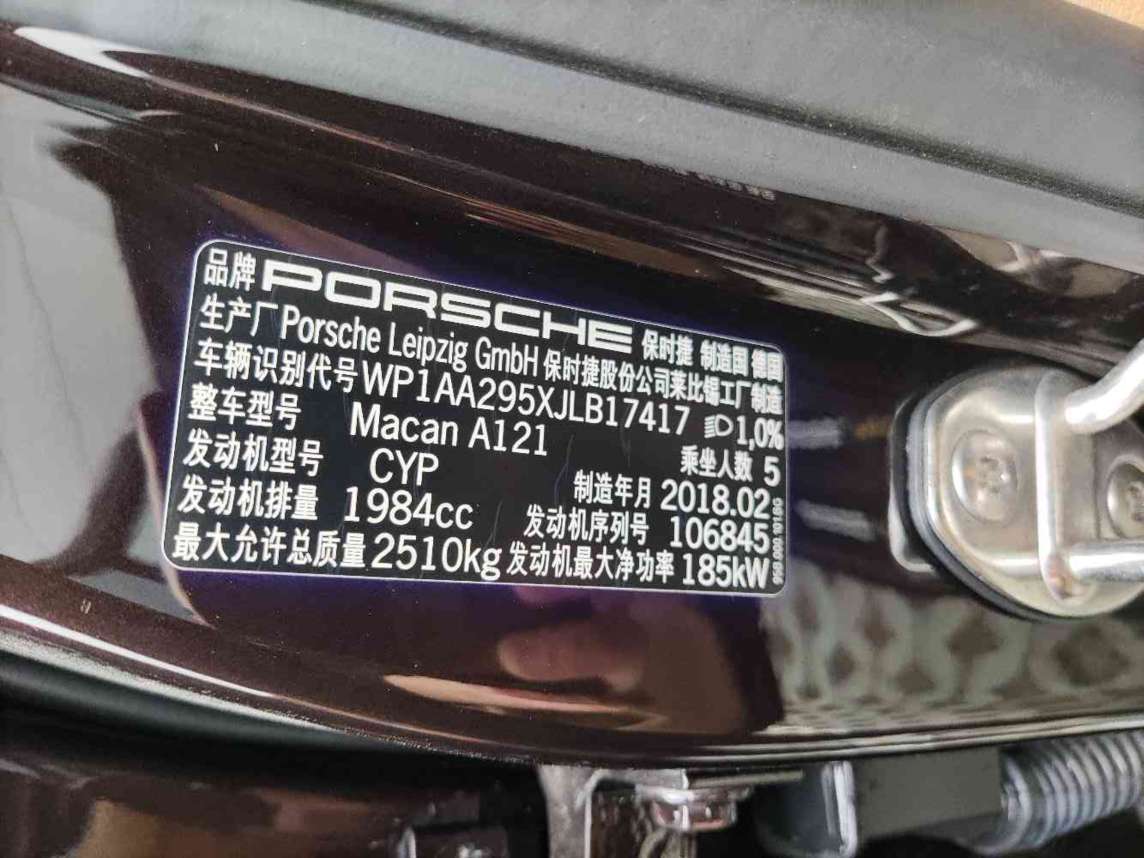 品牌 PORSCHE 保时捷 制造国 德国
生产厂 Porsche Leipzig GmbH 保时捷股份公司莱比锡工厂制造
车辆识别代号 WP1AA295XJLB17417 1,0%
整车型号 Macan A121 乘坐人数 5
发动机型号 CYP 制造年月 2018.02
发动机排量 1984cc 发动机序列号 106845
最大允许总质量 2510kg 发动机最大净功率 185kW